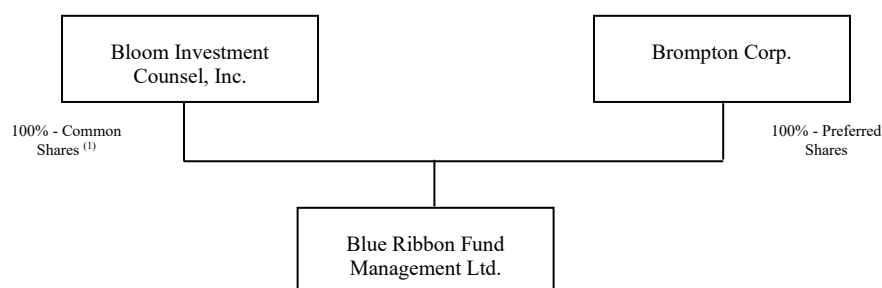 Bloom Investment
Counsel, Inc.
Brompton Corp.
100% - Common
Shares (1)
100% - Preferred
Shares
Blue Ribbon Fund
Management Ltd.